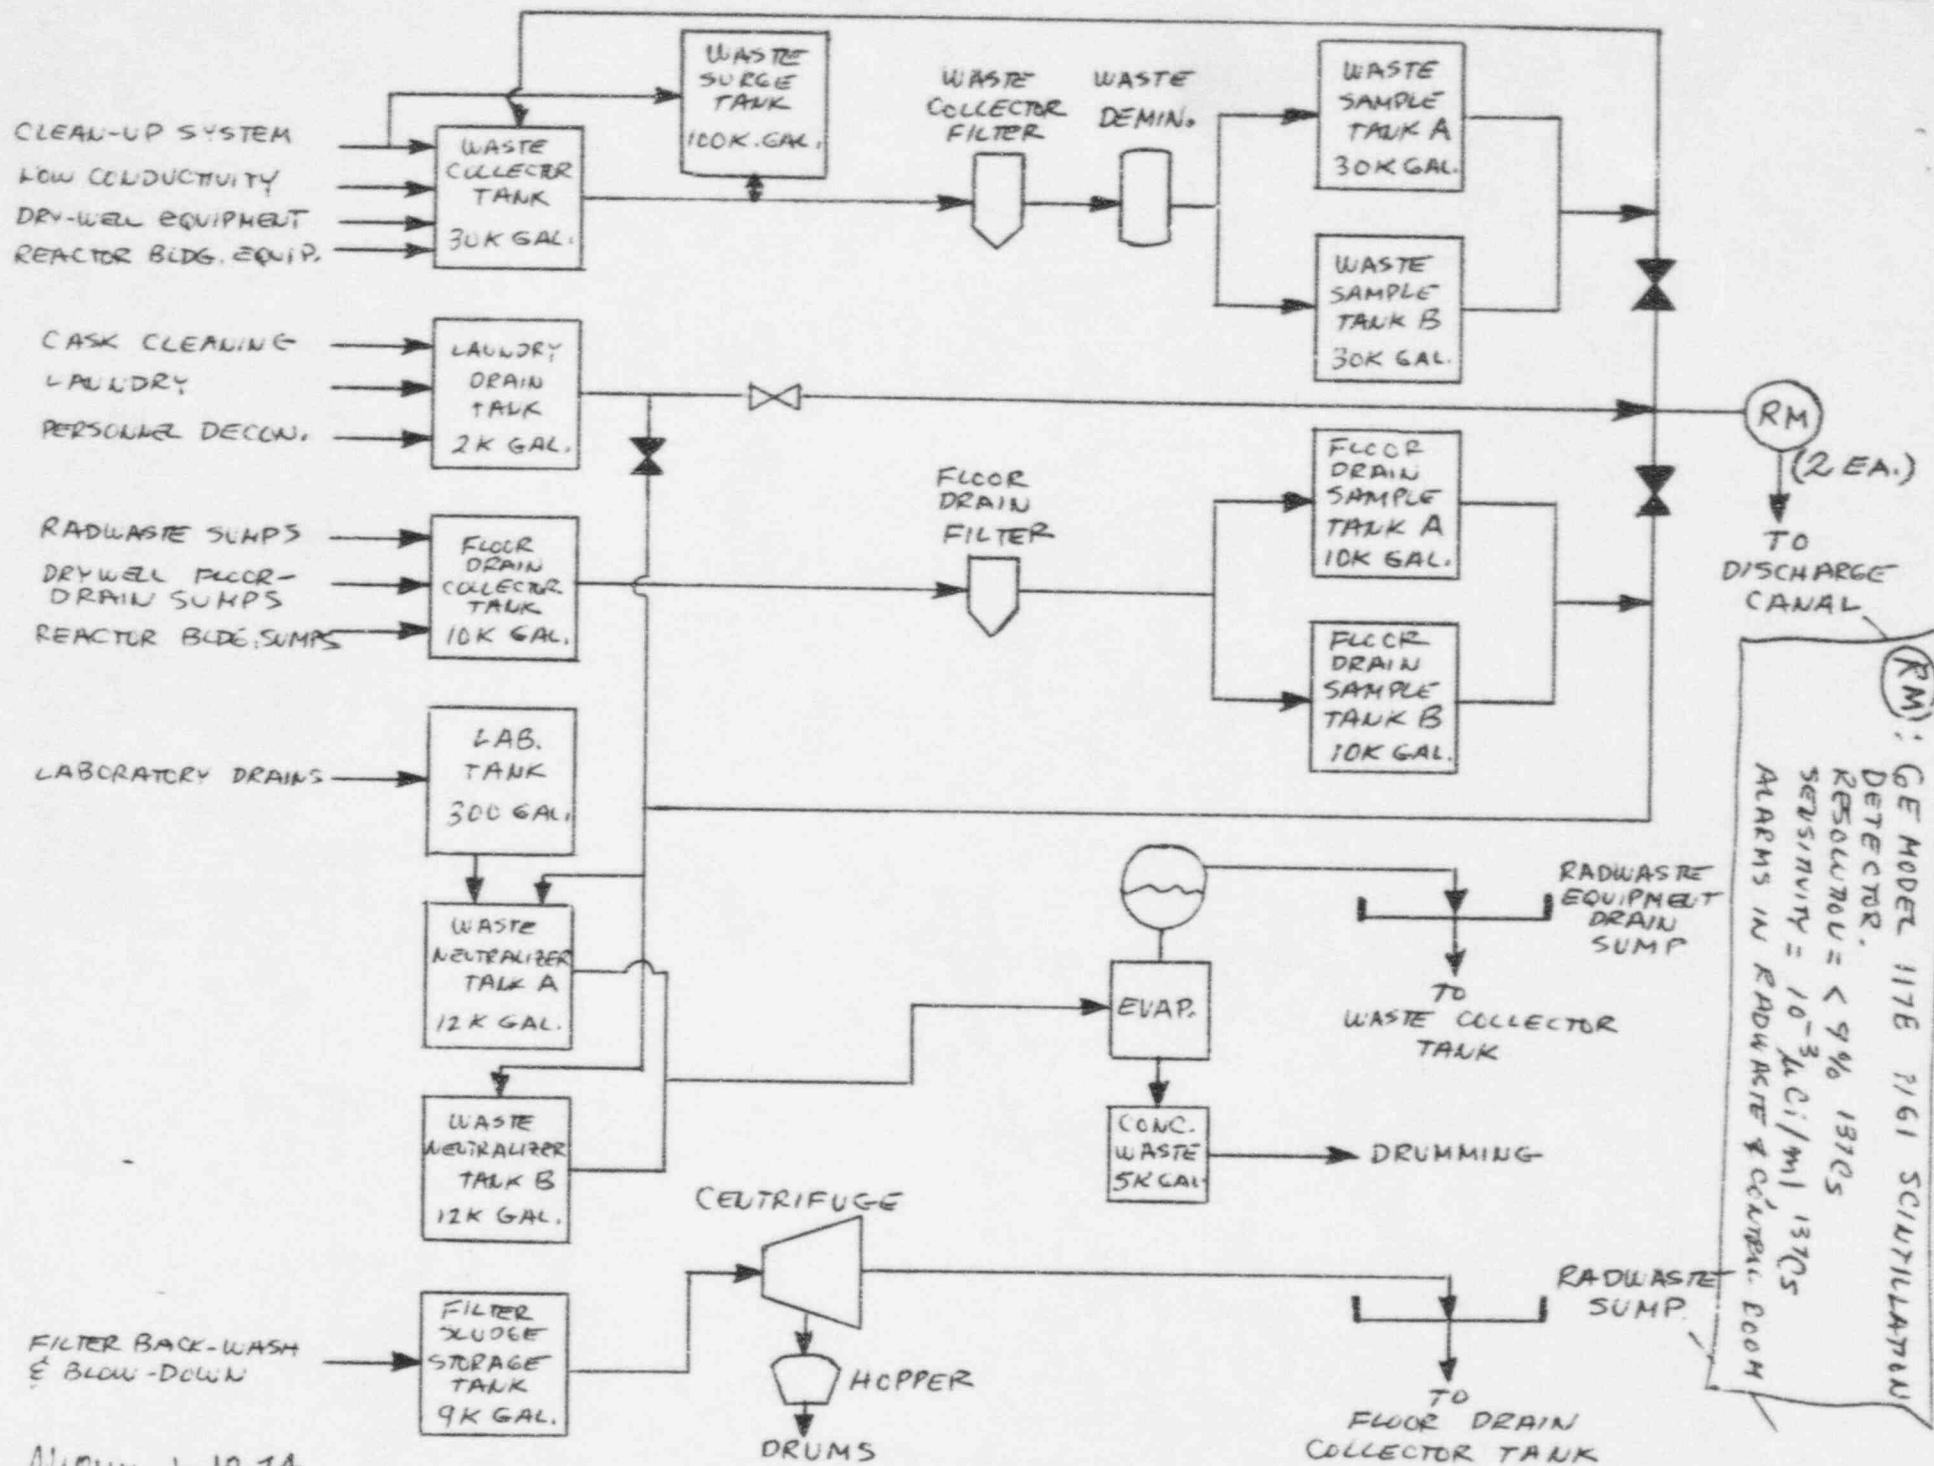 WASTE
SURGE
TANK
100K. GAL.
WASTE
COLLECTOR
FILTER
WASTE
DEMIN.
WASTE
SAMPLE
TANK A
30K GAL.
CLEAN-UP SYSTEM
LOW CONDUCTIVITY
DRY-WELL EQUIPMENT
REACTOR BLDG. EQUIP.
WASTE
COLLECTOR
TANK
30K GAL.
WASTE
SAMPLE
TANK B
30K GAL.
CASK CLEANING
LAUNDRY
PERSONNEL DECON.
LAUNDRY
DRAIN
TANK
2K GAL.
RM
(2 EA.)
TO
DISCHARGE
CANAL
FLOOR
DRAIN
FILTER
FLOOR
DRAIN
SAMPLE
TANK A
10K GAL.
RADWASTE SUMPS
DRYWELL FLOOR-
DRAIN SUMPS
REACTOR BLDG. SUMPS
FLOOR
DRAIN
COLLECTOR
TANK
10K GAL.
FLOOR
DRAIN
SAMPLE
TANK B
10K GAL.
LABORATORY DRAINS
LAB.
TANK
300 GAL.
WASTE
NEUTRALIZER
TANK A
12K GAL.
WASTE
NEUTRALIZER
TANK B
12K GAL.
EVAP.
RADWASTE
EQUIPMENT
DRAIN
SUMP
TO
WASTE COLLECTOR
TANK
CONC.
WASTE
5K GAL.
DRUMMING
CENTRIFUGE
FILTER BACK-WASH
& BLOW-DOWN
FILTER
SLUDGE
STORAGE
TANK
9K GAL.
HOPPER
DRUMS
RADWASTE
SUMP
TO
FLOOR DRAIN
COLLECTOR TANK
RM: GE MODEL 117B SCINTILLATION
DETECTOR.
RESOLUTION = < 9% 137Cs
SENSITIVITY = 10⁻³ µCi/ml 137Cs
ALARMS IN RADWASTE & CONTROL ROOM